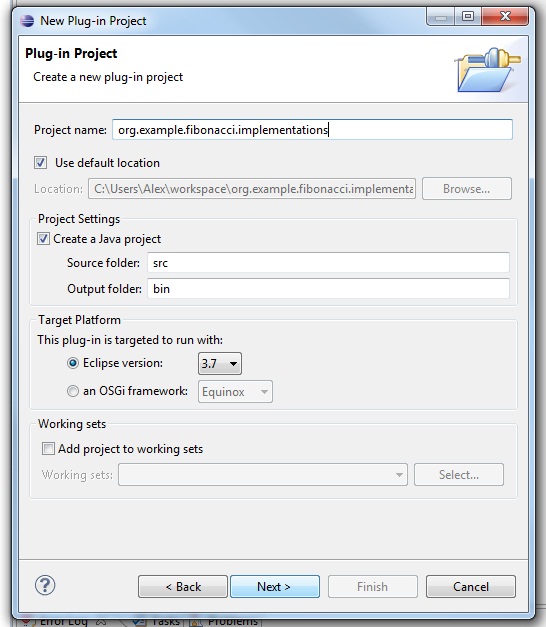 New Plug-in Project
Plug-in Project
Create a new plug-in project
Project name: org.example.fibonacci.implementations
Use default location
Location: C:\Users\Alex\workspace\org.example.fibonacci.implementa Browse...
Project Settings
Create a Java project
Source folder: src
Output folder: bin
Target Platform
This plug-in is targeted to run with:
Eclipse version: 3.7
an OSGi framework: Equinox
Working sets
Add project to working sets
Working sets: Select...
< Back Next > Finish Cancel
Error Log Tasks Problems